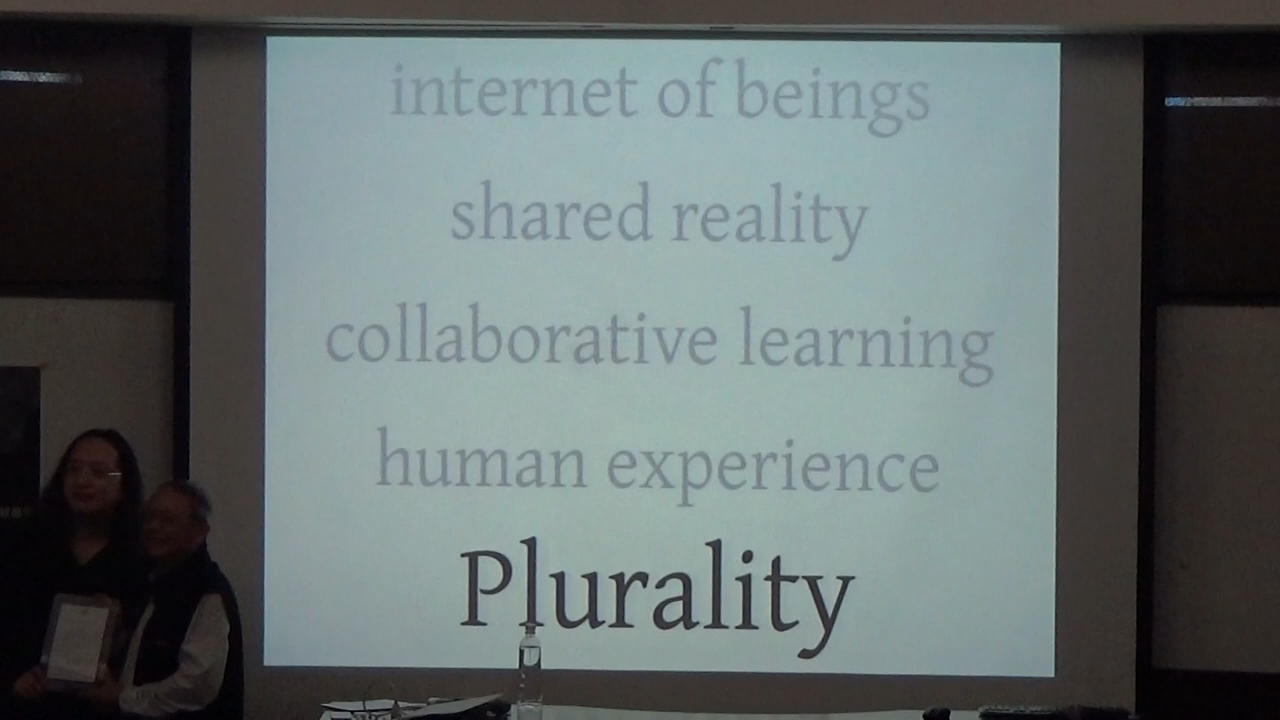 internet of beings
shared reality
collaborative learning
human experience
Plurality